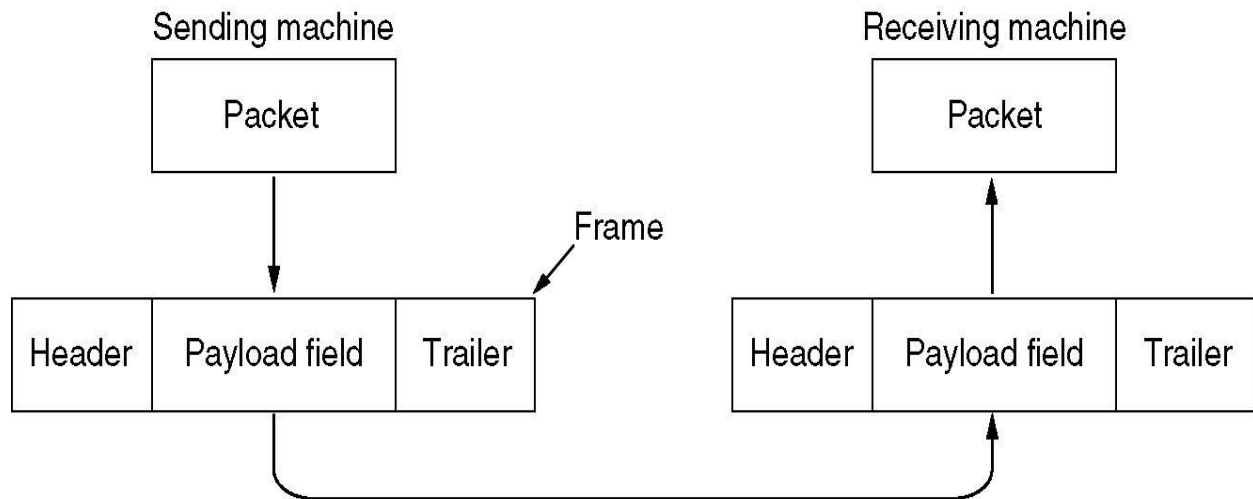 Sending machine
Receiving machine
Packet
Packet
Frame
Header
Payload field
Trailer
Header
Payload field
Trailer